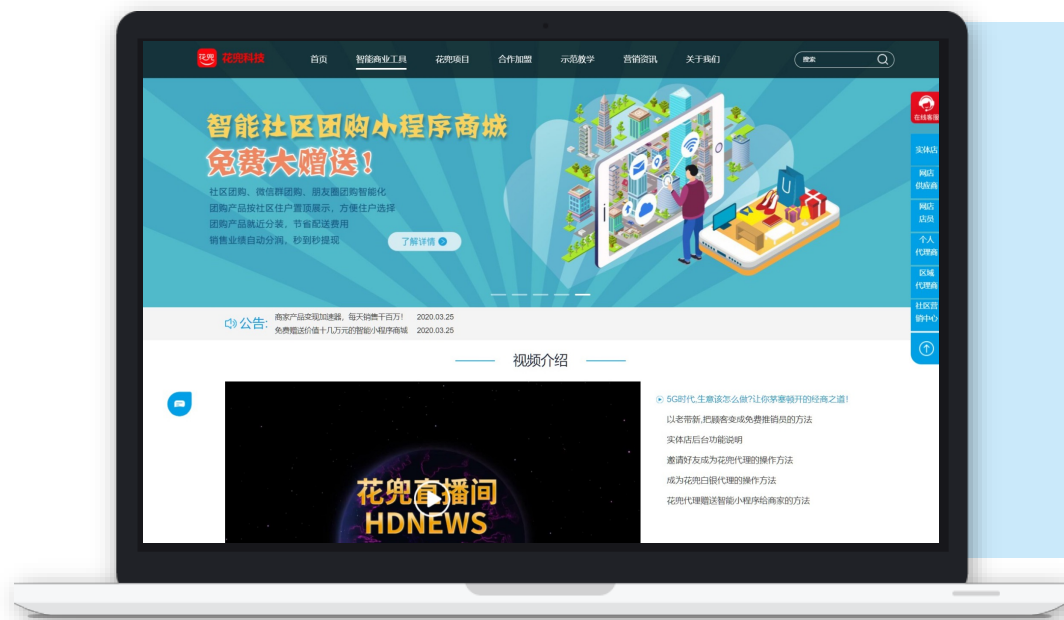 花兜
花兜科技
首页
智能商业工具
花兜项目
合作加盟
示范教学
营销资讯
关于我们
搜索
智能社区团购小程序商城
免费大赠送!
社区团购、微信群团购、朋友圈团购智能化
团购产品按社区住户置顶展示,方便住户选择
团购产品就近分装,节省配送费用
销售业绩自动分润,秒到秒提现
了解详情
在线客服
实体店
网店
供应商
网店
店员
个人
代理商
区域
代理商
社区营
销中心
公告:
商家产品变现加速器,每天销售千百万! 2020.03.25
免费赠送价值十几万元的智能小程序商城 2020.03.25
视频介绍
花兜直播间
HDNEWS
5G时代,生意该怎么做?让你茅塞顿开的经商之道!
以老带新,把顾客变成免费推销员的方法
实体店后台功能说明
邀请好友成为花兜代理的操作方法
成为花兜白银代理的操作方法
花兜代理赠送智能小程序给商家的方法